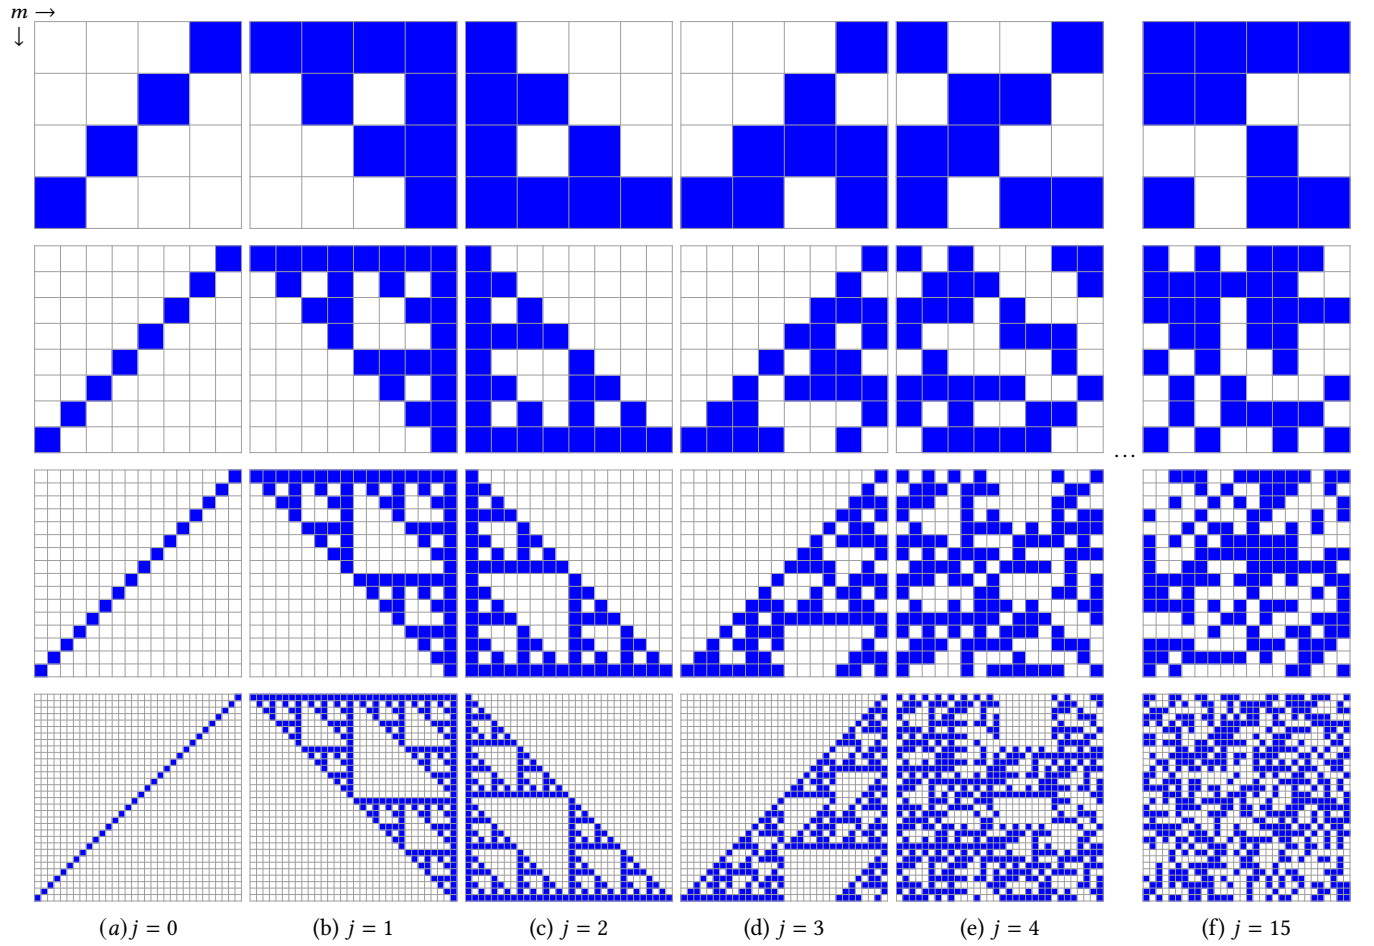 m →
↓
...
(a) j = 0
(b) j = 1
(c) j = 2
(d) j = 3
(e) j = 4
(f) j = 15